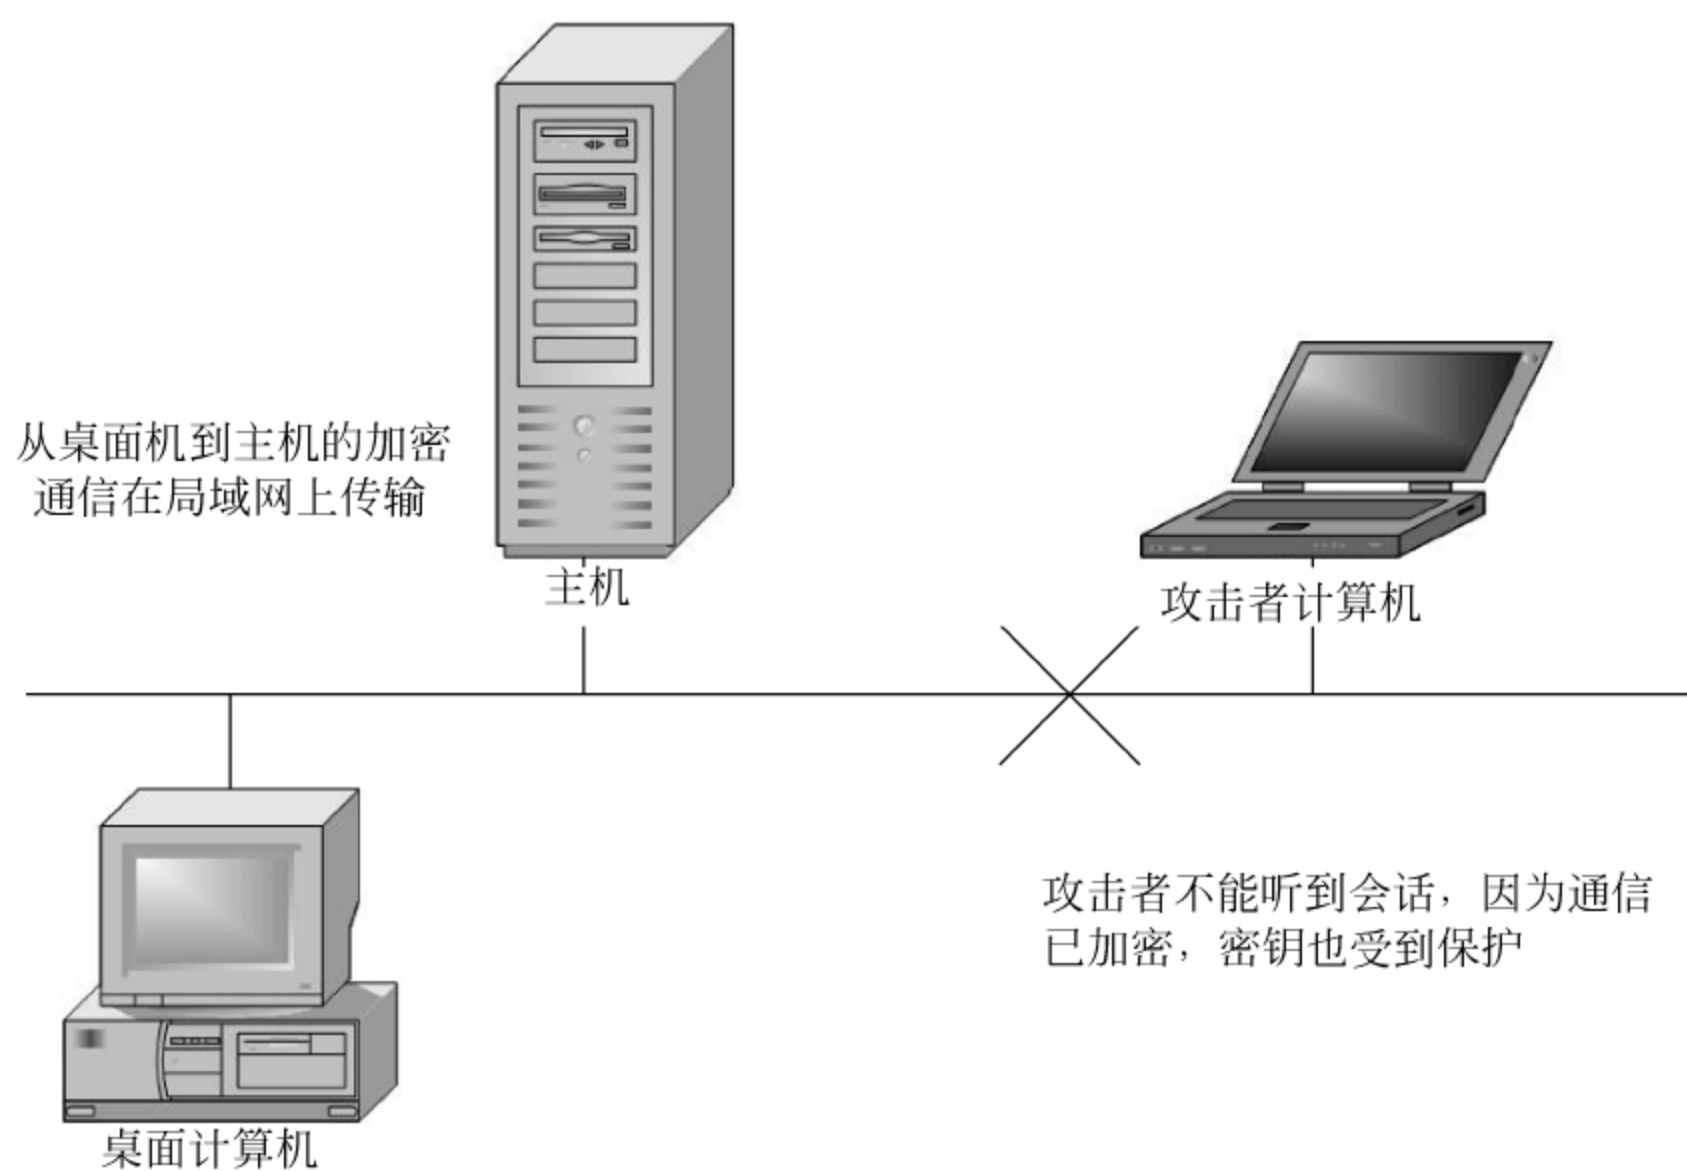 从桌面机到主机的加密
通信在局域网上传输
主机
攻击者计算机
攻击者不能听到会话，因为通信
已加密，密钥也受到保护
桌面计算机